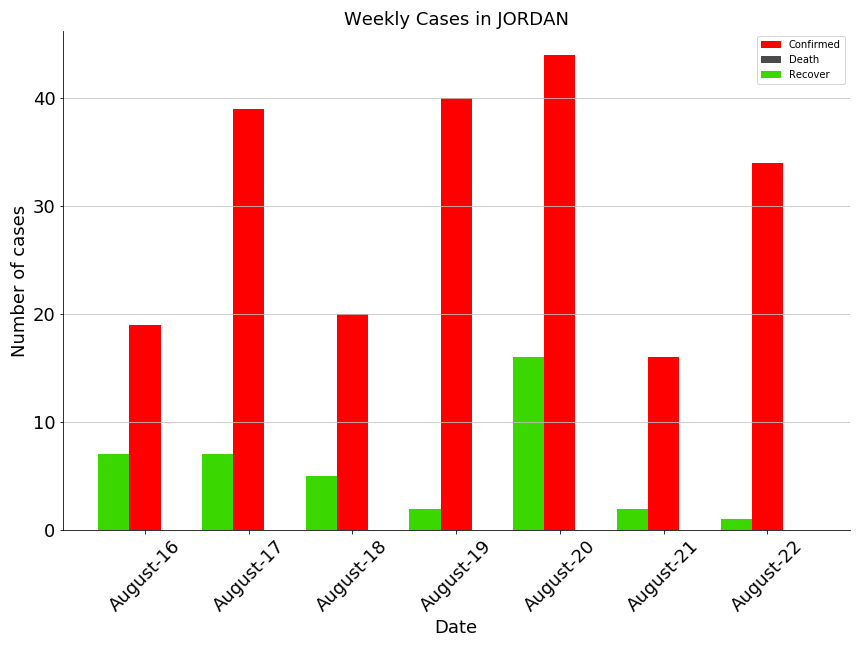 Weekly Cases in JORDAN
Confirmed
Death
Recover
Number of cases
40
30
20
10
0
August-16
August-17
August-18
August-19
August-20
August-21
August-22
Date